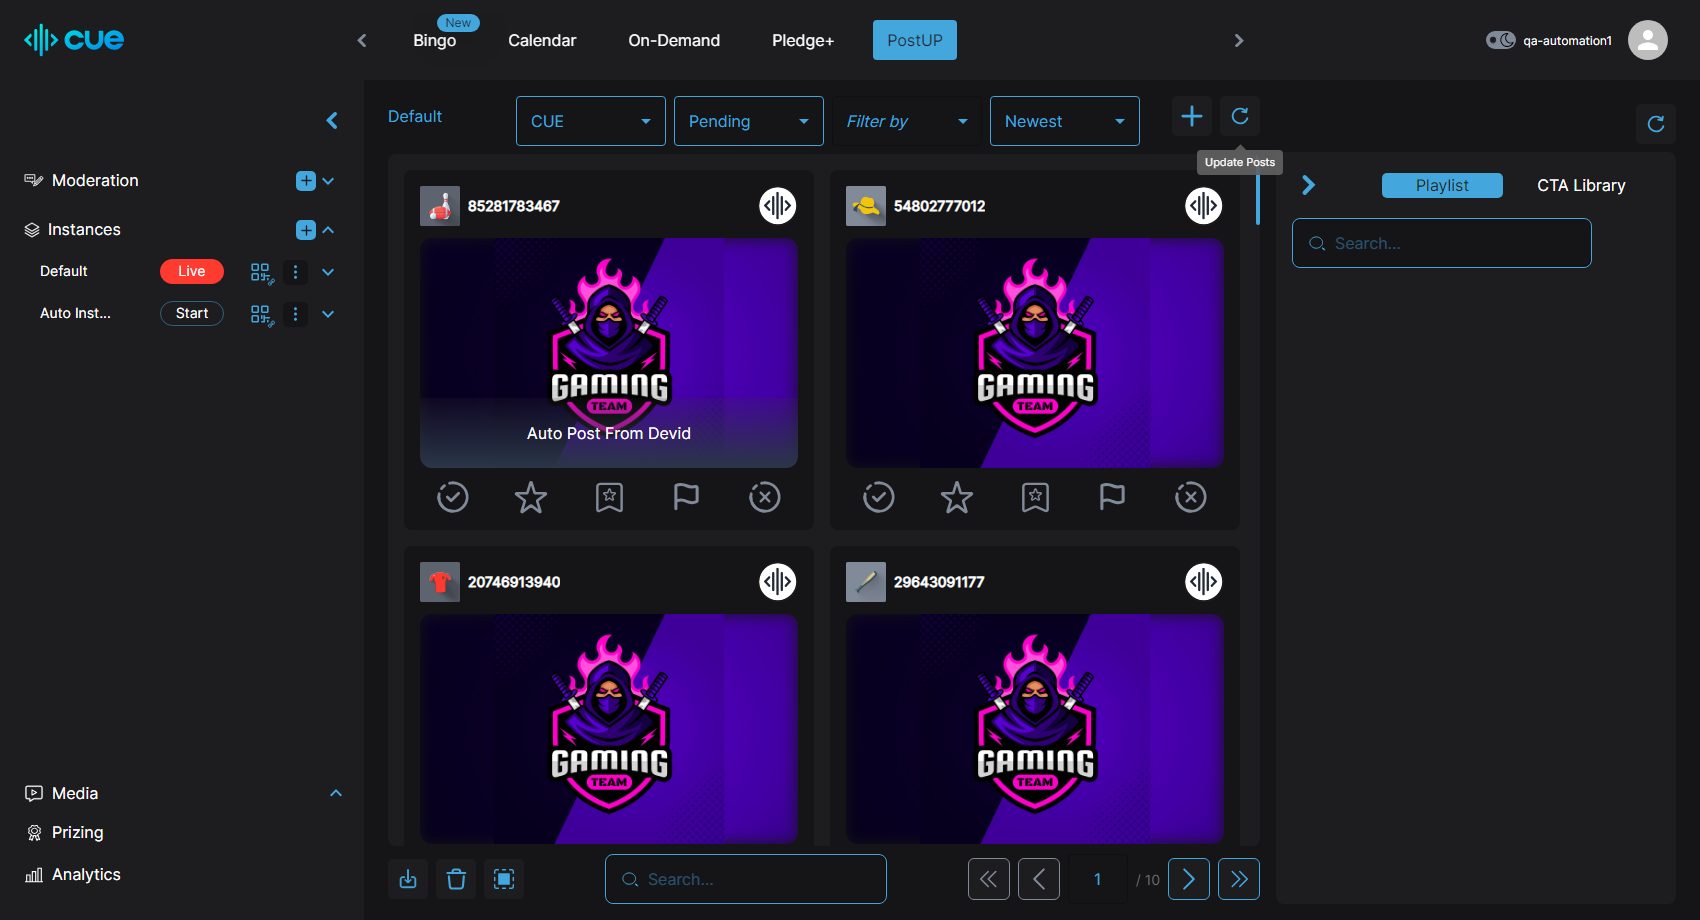 cue
New
Bingo
Calendar
On-Demand
Pledge+
PostUP
qa-automation1
Default
CUE
Pending
Filter by
Newest
Update Posts
Moderation
Instances
Default
Live
Auto Inst...
Start
Media
Prizing
Analytics
85281783467
GAMING
TEAM
Auto Post From Devid
54802777012
GAMING
TEAM
20746913940
GAMING
TEAM
29643091177
GAMING
TEAM
Search...
1
/ 10
Playlist
CTA Library
Search...